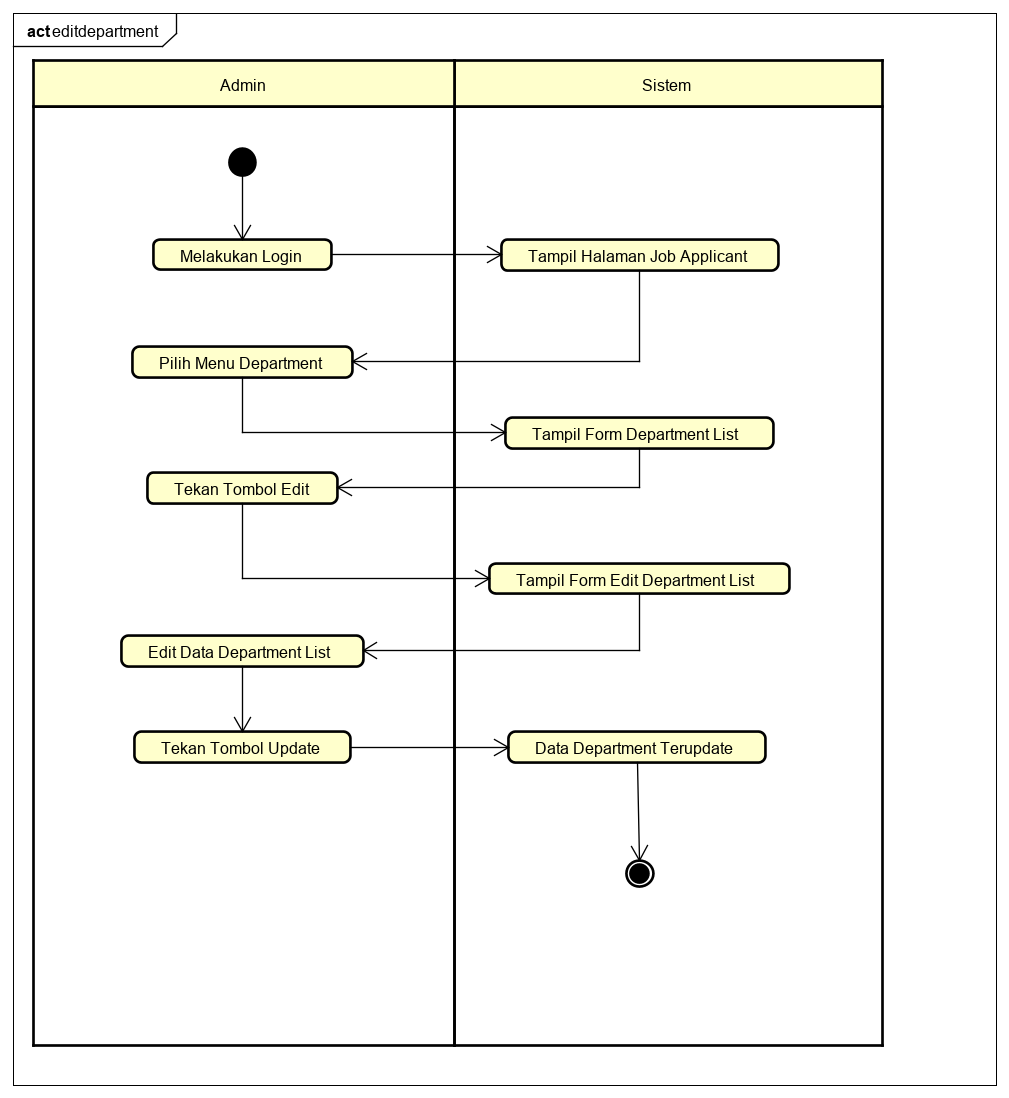 act editdepartment
Admin
Sistem
Melakukan Login
Tampil Halaman Job Applicant
Pilih Menu Department
Tampil Form Department List
Tekan Tombol Edit
Tampil Form Edit Department List
Edit Data Department List
Tekan Tombol Update
Data Department Terupdate